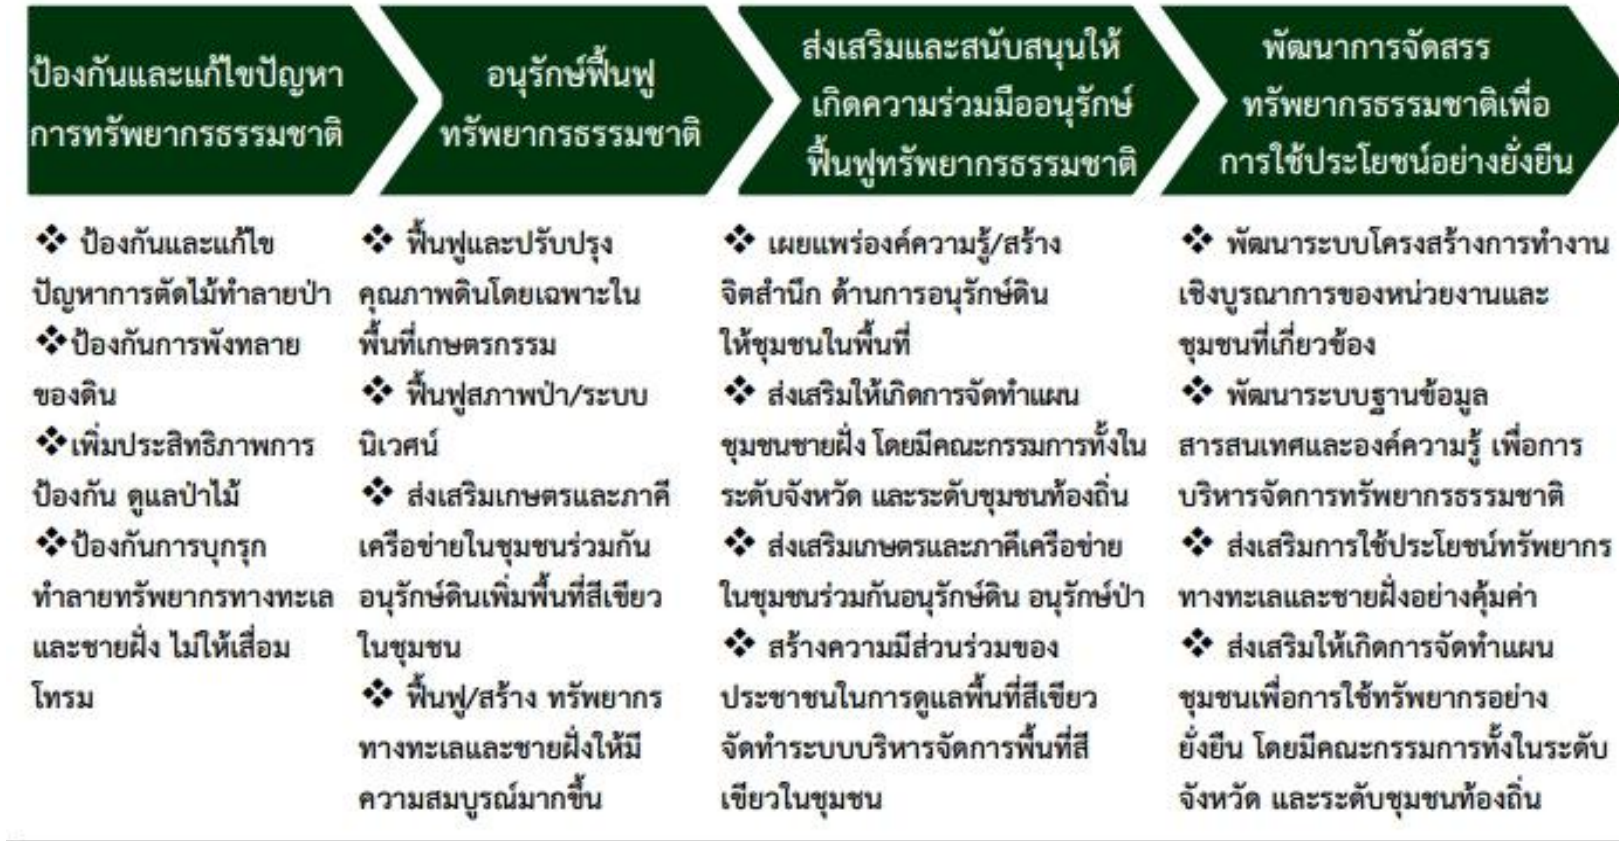 ป้องกันและแก้ไขปัญหา
การทรัพยากรธรรมชาติ
อนุรักษ์ฟื้นฟู
ทรัพยากรธรรมชาติ
ส่งเสริมและสนับสนุนให้
เกิดความร่วมมืออนุรักษ์
ฟื้นฟูทรัพยากรธรรมชาติ
พัฒนาการจัดสรร
ทรัพยากรธรรมชาติเพื่อ
การใช้ประโยชน์อย่างยั่งยืน
❖ ป้องกันและแก้ไข
ปัญหาการตัดไม้ทำลายป่า
❖ป้องกันการพังทลาย
ของดิน
❖เพิ่มประสิทธิภาพการ
ป้องกัน ดูแลป่าไม้
❖ป้องกันการบุกรุก
ทำลายทรัพยากรทางทะเล
และชายฝั่ง ไม่ให้เสื่อม
โทรม
❖ ฟื้นฟูและปรับปรุง
คุณภาพดินโดยเฉพาะใน
พื้นที่เกษตรกรรม
❖ ฟื้นฟูสภาพป่า/ระบบ
นิเวศน์
❖ ส่งเสริมเกษตรและภาคี
เครือข่ายในชุมชนร่วมกัน
อนุรักษ์ดินเพิ่มพื้นที่สีเขียว
ในชุมชน
❖ ฟื้นฟู/สร้าง ทรัพยากร
ทางทะเลและชายฝั่งให้มี
ความสมบูรณ์มากขึ้น
❖ เผยแพร่องค์ความรู้/สร้าง
จิตสำนึก ด้านการอนุรักษ์ดิน
ให้ชุมชนในพื้นที่
❖ ส่งเสริมให้เกิดการจัดทำแผน
ชุมชนชายฝั่ง โดยมีคณะกรรมการทั้งใน
ระดับจังหวัด และระดับชุมชนท้องถิ่น
❖ ส่งเสริมเกษตรและภาคีเครือข่าย
ในชุมชนร่วมกันอนุรักษ์ดิน อนุรักษ์ป่า
❖ สร้างความมีส่วนร่วมของ
ประชาชนในการดูแลพื้นที่สีเขียว
จัดทำระบบบริหารจัดการพื้นที่สี
เขียวในชุมชน
❖ พัฒนาระบบโครงสร้างการทำงาน
เชิงบูรณาการของหน่วยงานและ
ชุมชนที่เกี่ยวข้อง
❖ พัฒนาระบบฐานข้อมูล
สารสนเทศและองค์ความรู้ เพื่อการ
บริหารจัดการทรัพยากรธรรมชาติ
❖ ส่งเสริมการใช้ประโยชน์ทรัพยากร
ทางทะเลและชายฝั่งอย่างคุ้มค่า
❖ ส่งเสริมให้เกิดการจัดทำแผน
ชุมชนเพื่อการใช้ทรัพยากรอย่าง
ยั่งยืน โดยมีคณะกรรมการทั้งในระดับ
จังหวัด และระดับชุมชนท้องถิ่น